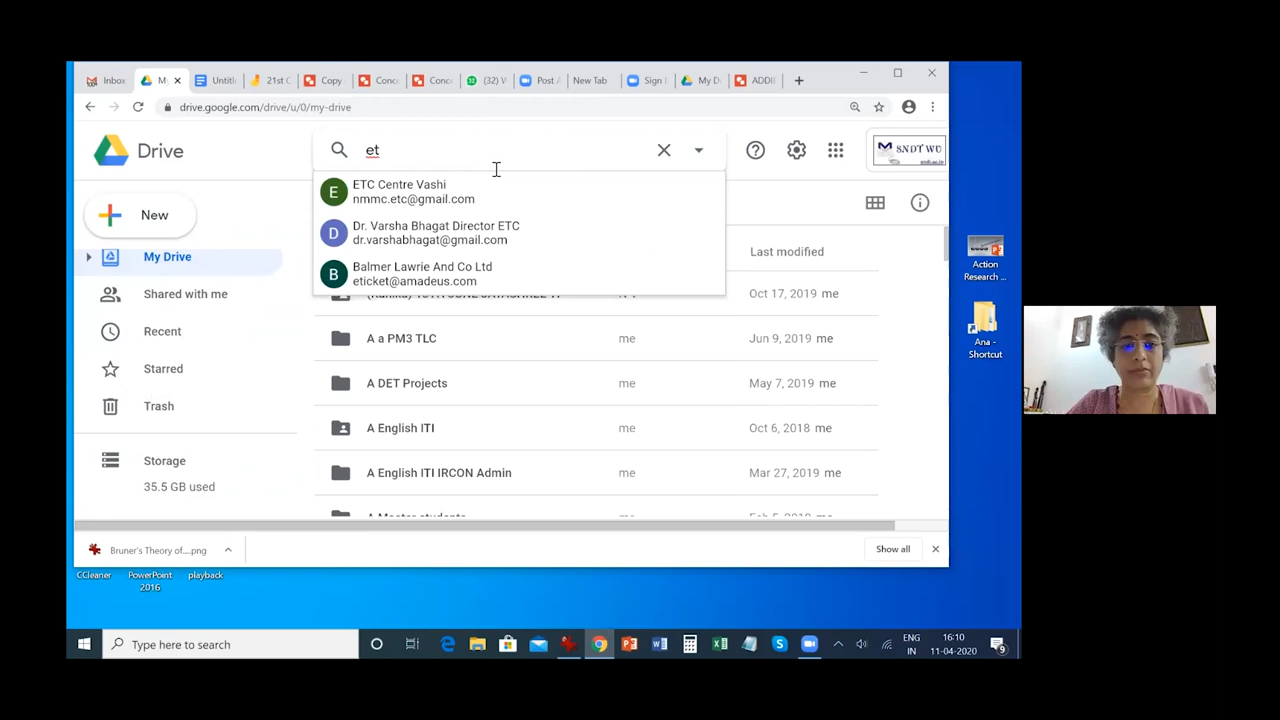 Inbox
My
Untitl
21st C
Copy
Conc
Conc
(32) V
Post A
New Tab
Sign I
My D
ADDI
drive.google.com/drive/u/0/my-drive
Drive
et
SNDT WU
ETC Centre Vashi
nmmc.etc@gmail.com
New
Dr. Varsha Bhagat Director ETC
dr.varshabhagat@gmail.com
My Drive
Last modified
Balmer Lawrie And Co Ltd
eticket@amadeus.com
Action
Research ...
Shared with me
Oct 17, 2019 me
Recent
A a PM3 TLC
me
Jun 9, 2019 me
Ana -
Shortcut
Starred
A DET Projects
me
May 7, 2019 me
Trash
A English ITI
me
Oct 6, 2018 me
Storage
A English ITI IRCON Admin
me
Mar 27, 2019 me
35.5 GB used
A Master students
Bruner's Theory of....png
Show all
CCleaner
PowerPoint
2016
playback
Type here to search
ENG
IN
16:10
11-04-2020
9